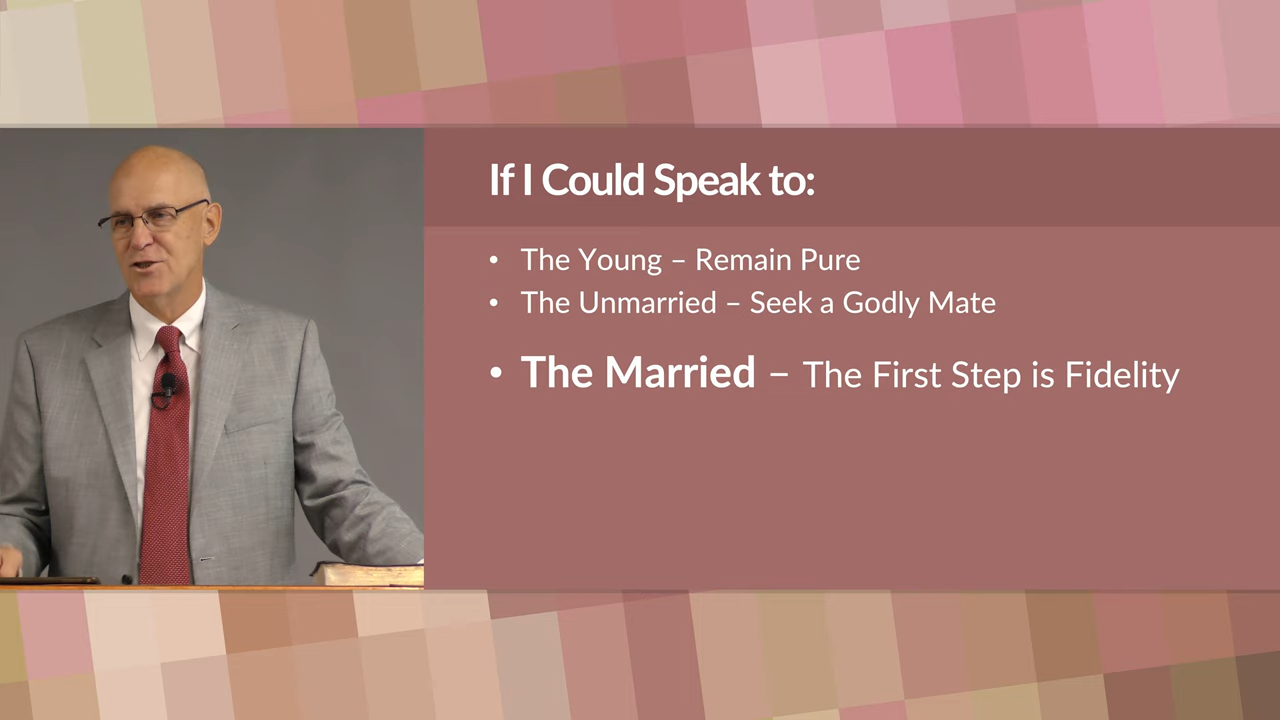 If I Could Speak to:
• The Young – Remain Pure
• The Unmarried – Seek a Godly Mate
• The Married – The First Step is Fidelity